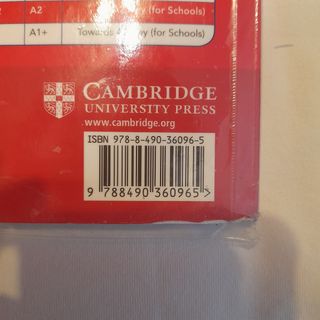 A2 (for Schools)
A1+ Towards (for Schools)
CAMBRIDGE
UNIVERSITY PRESS
www.cambridge.org
ISBN 978-8-490-36096-5
9 788490 360965